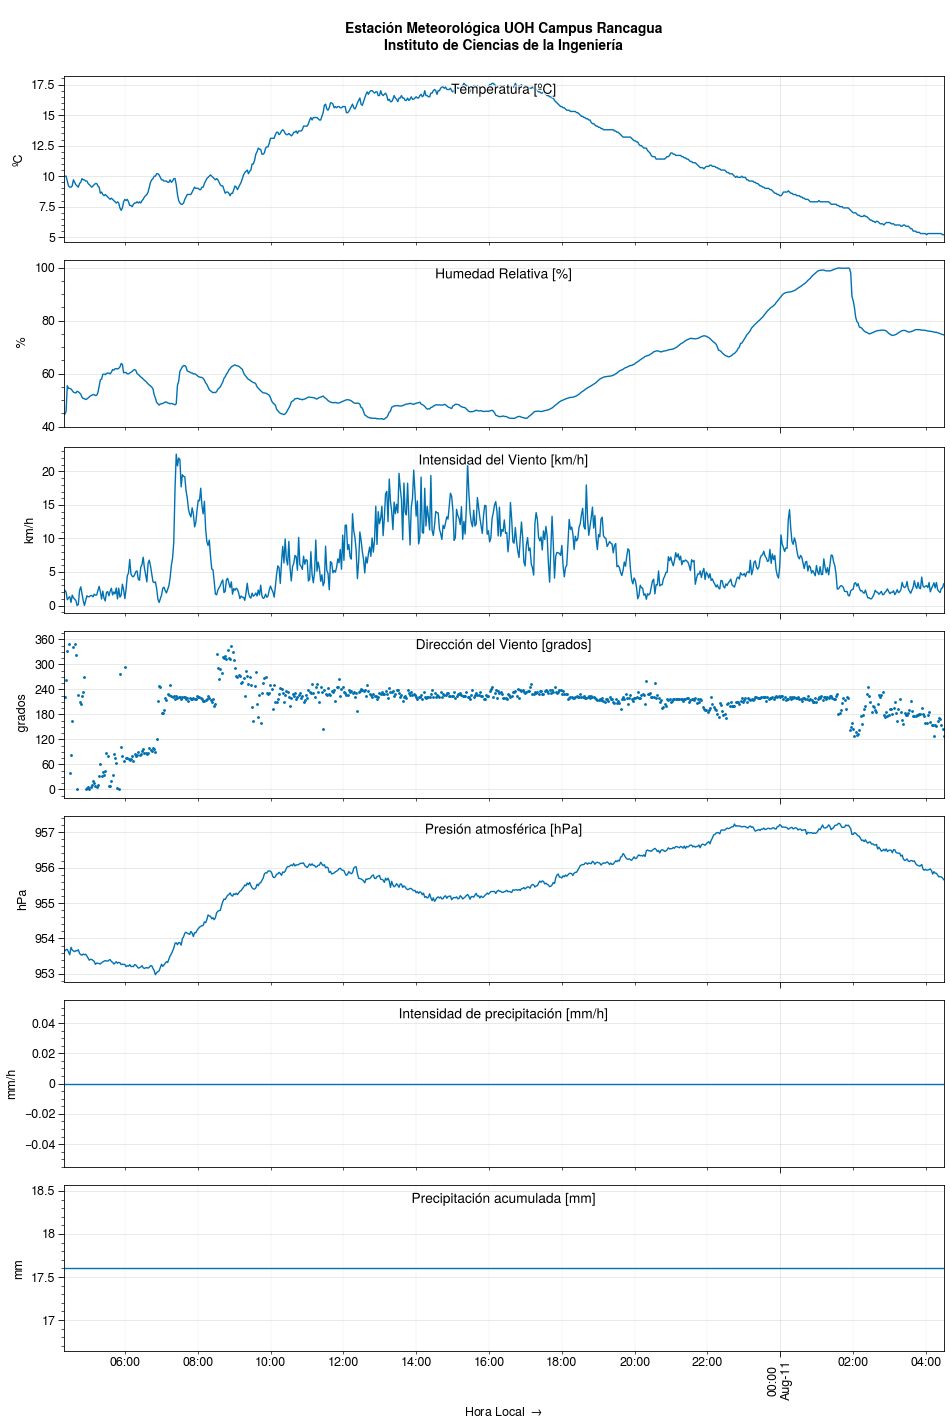 Estación Meteorológica UOH Campus Rancagua
Instituto de Ciencias de la Ingeniería
Temperatura [ºC]
17.5
15
12.5
10
7.5
5
ºC
Humedad Relativa [%]
100
80
60
40
%
Intensidad del Viento [km/h]
20
15
10
5
0
km/h
Dirección del Viento [grados]
360
300
240
180
120
60
0
grados
Presión atmosférica [hPa]
957
956
955
954
953
hPa
Intensidad de precipitación [mm/h]
0.04
0.02
0
−0.02
−0.04
mm/h
Precipitación acumulada [mm]
18.5
18
17.5
17
mm
06:00 08:00 10:00 12:00 14:00 16:00 18:00 20:00 22:00 00:00 02:00 04:00
Aug-11
Hora Local →